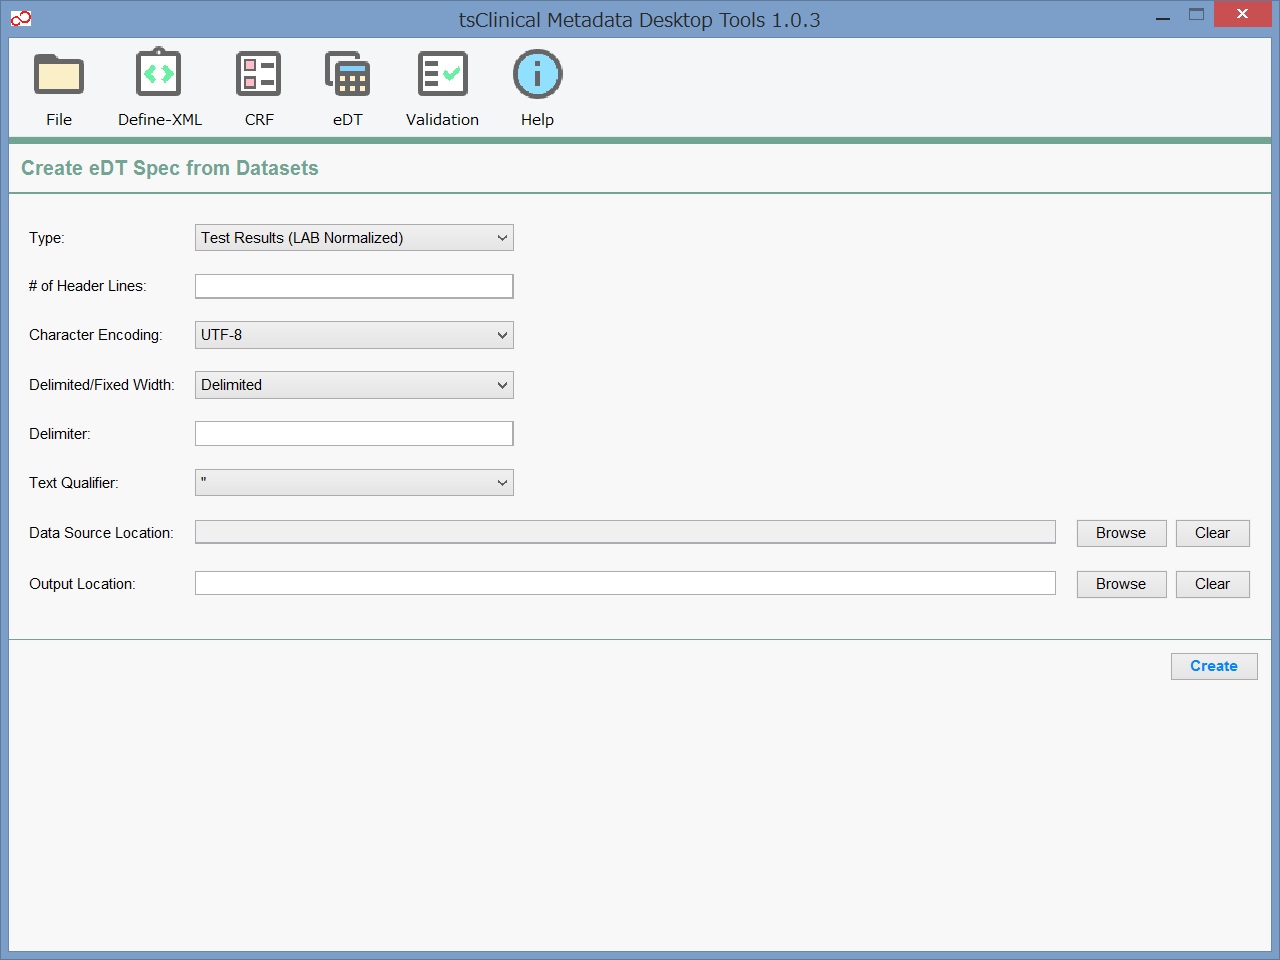 tsClinical Metadata Desktop Tools 1.0.3
File Define-XML CRF eDT Validation Help
Create eDT Spec from Datasets
Type: Test Results (LAB Normalized)
# of Header Lines:
Character Encoding: UTF-8
Delimited/Fixed Width: Delimited
Delimiter:
Text Qualifier: "
Data Source Location: Browse Clear
Output Location: Browse Clear
Create